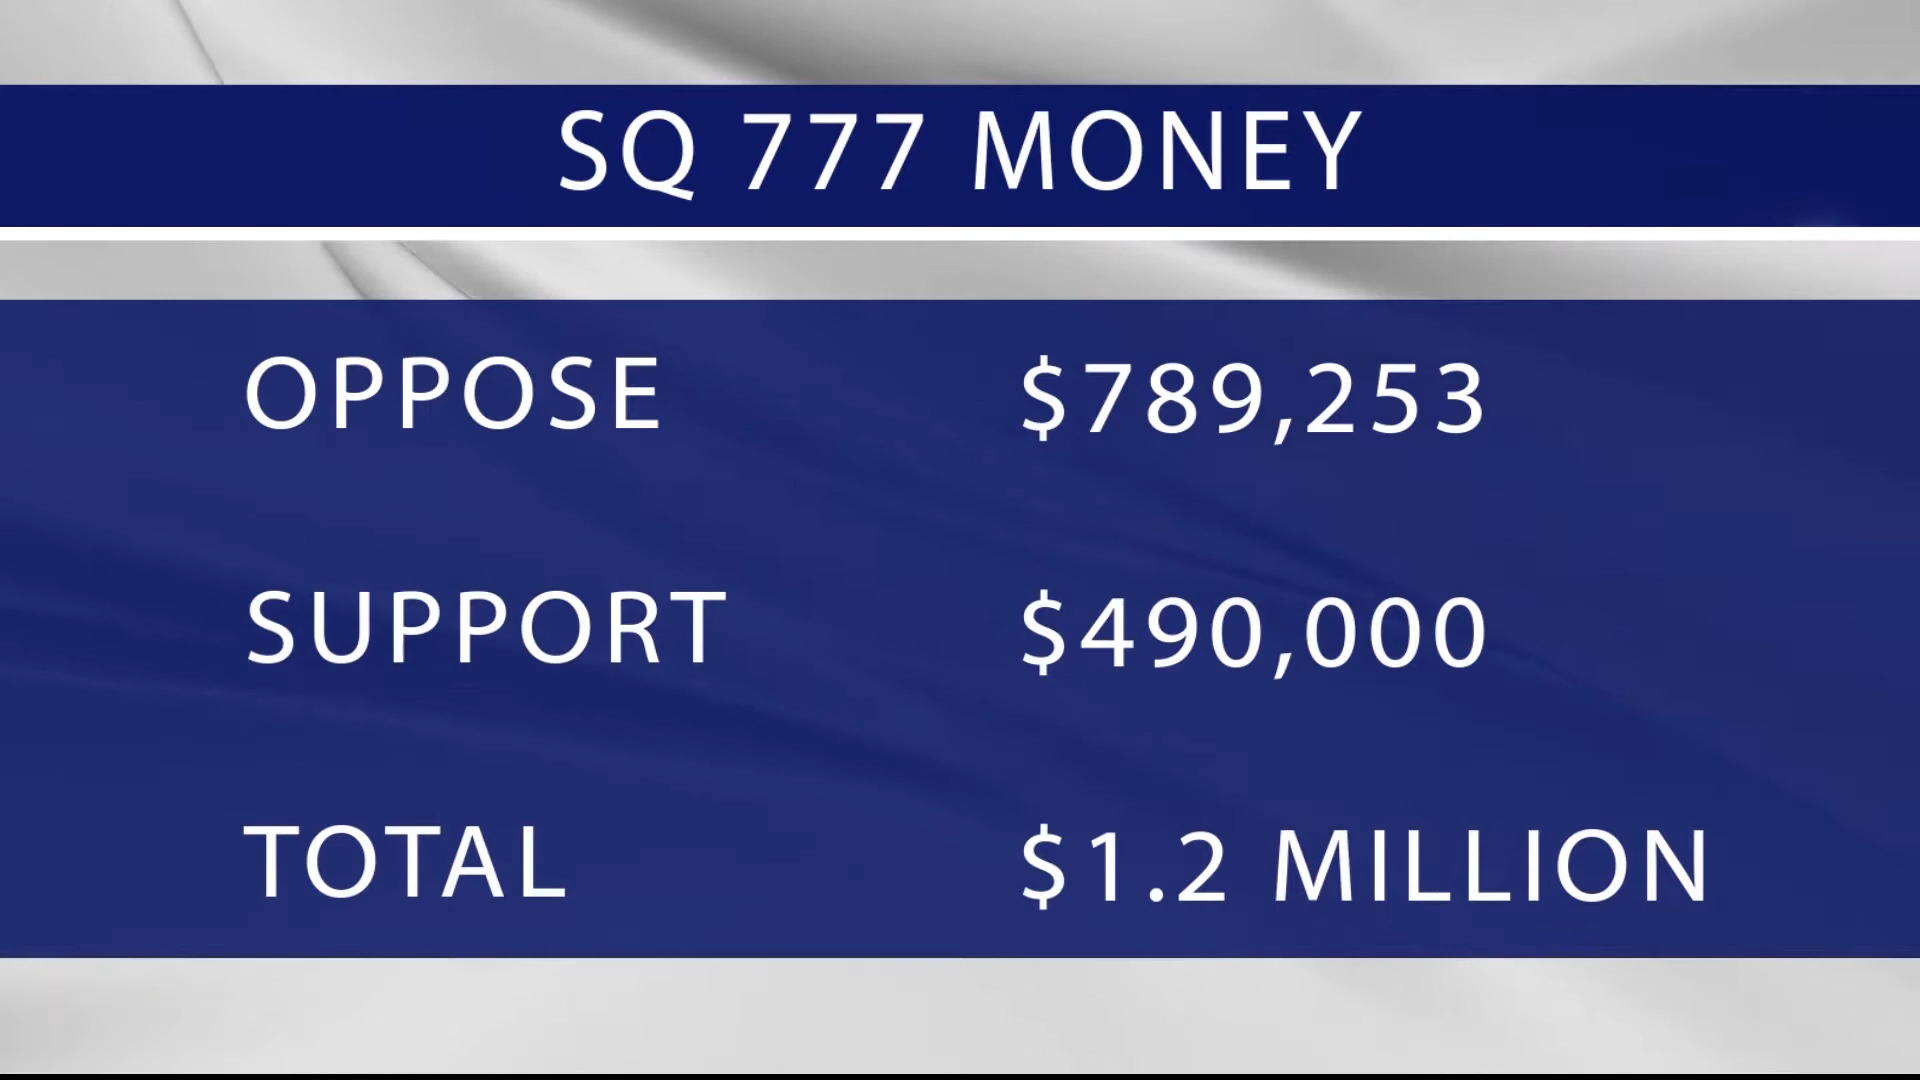 SQ 777 MONEY
OPPOSE $789,253
SUPPORT $490,000
TOTAL $1.2 MILLION